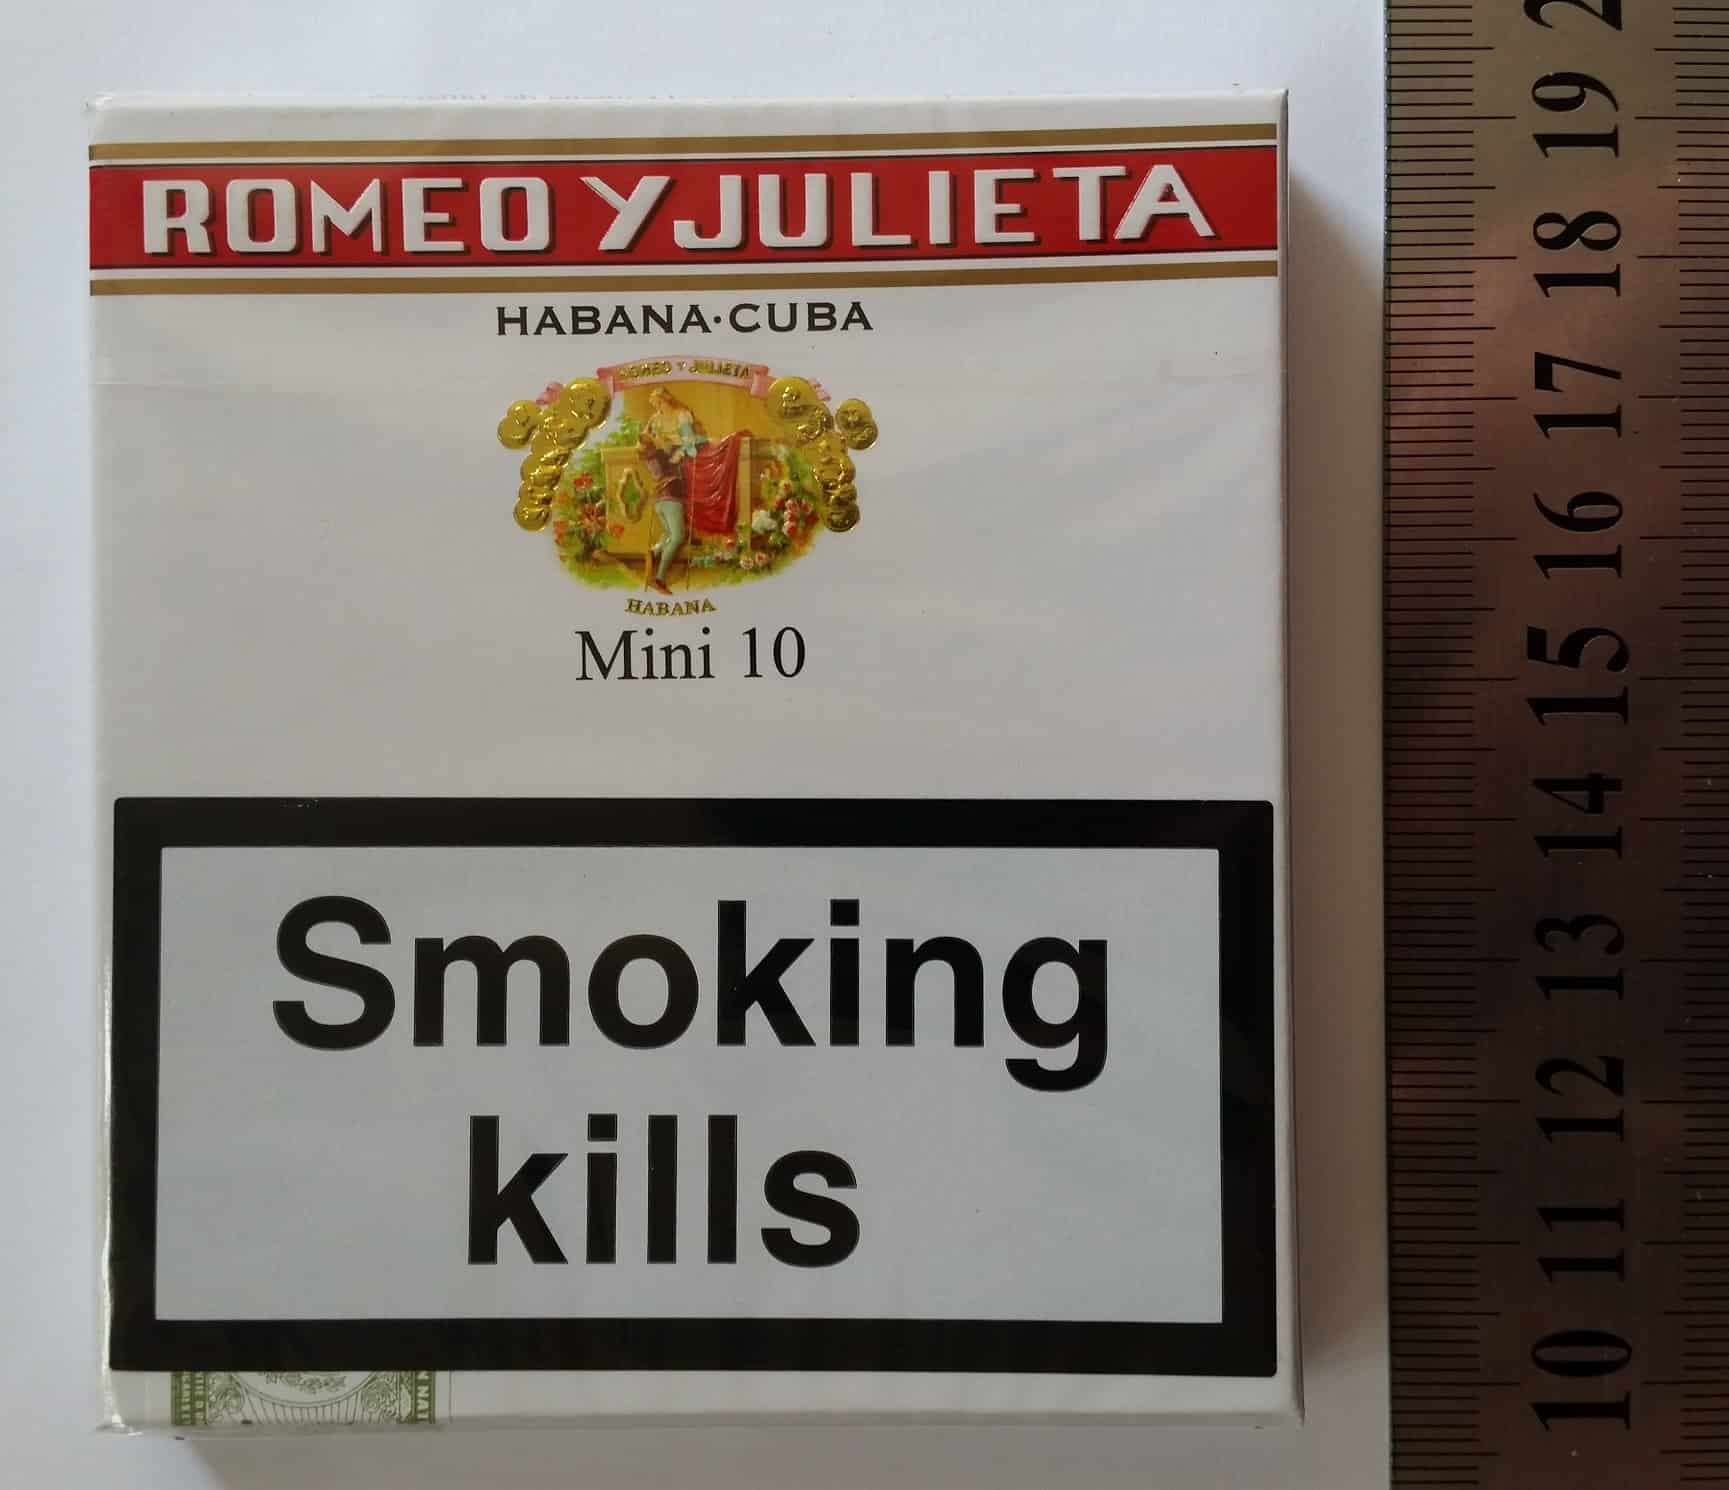 ROMEO Y JULIETA
HABANA·CUBA
ROMEO Y JULIETA
HABANA
Mini 10
Smoking
kills
19
18
17
16
15
14
13
12
11
10